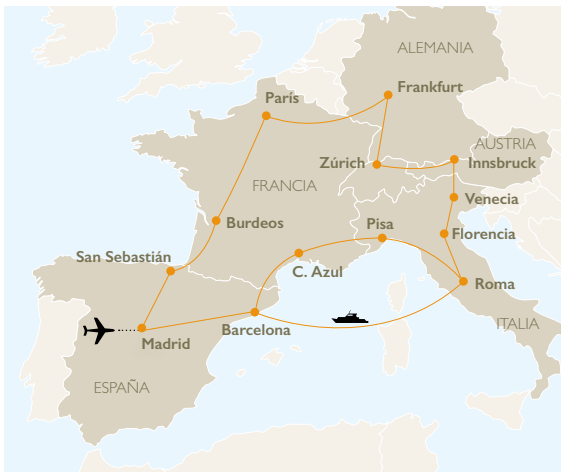 ALEMANIA
París
Frankfurt
AUSTRIA
Zúrich
Innsbruck
FRANCIA
Venecia
Burdeos
Pisa
Florencia
San Sebastián
C. Azul
Roma
Madrid
Barcelona
ITALIA
ESPAÑA